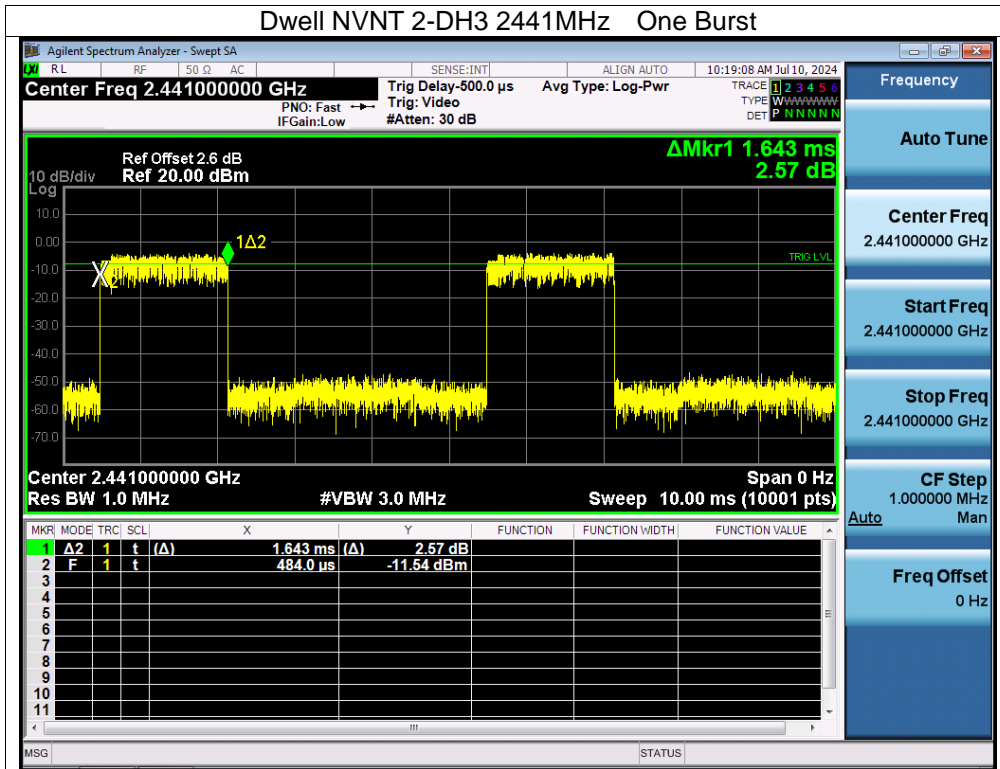 Dwell NVNT 2-DH3 2441MHz One Burst
Agilent Spectrum Analyzer - Swept SA
LXI RL RF 50 Ω AC SENSE:INT ALIGN AUTO 10:19:08 AM Jul 10, 2024
Center Freq 2.441000000 GHz
PNO: Fast
IFGain:Low
Trig Delay-500.0 µs
Trig: Video
#Atten: 30 dB
Avg Type: Log-Pwr
TRACE 1 2 3 4 5 6
TYPE WWWWWW
DET P N N N N N
Frequency
Auto Tune
Center Freq
2.441000000 GHz
Start Freq
2.441000000 GHz
Stop Freq
2.441000000 GHz
CF Step
1.000000 MHz
Auto Man
Freq Offset
0 Hz
ΔMkr1 1.643 ms
2.57 dB
Ref Offset 2.6 dB
10 dB/div Ref 20.00 dBm
Log
10.0
0.00
-10.0
-20.0
-30.0
-40.0
-50.0
-60.0
-70.0
1Δ2
2
TRIG LVL
Center 2.441000000 GHz Span 0 Hz
Res BW 1.0 MHz #VBW 3.0 MHz Sweep 10.00 ms (10001 pts)
MKR MODE TRC SCL X Y FUNCTION FUNCTION WIDTH FUNCTION VALUE
1 Δ2 1 t (Δ) 1.643 ms (Δ) 2.57 dB
2 F 1 t 484.0 µs -11.54 dBm
3
4
5
6
7
8
9
10
11
MSG STATUS